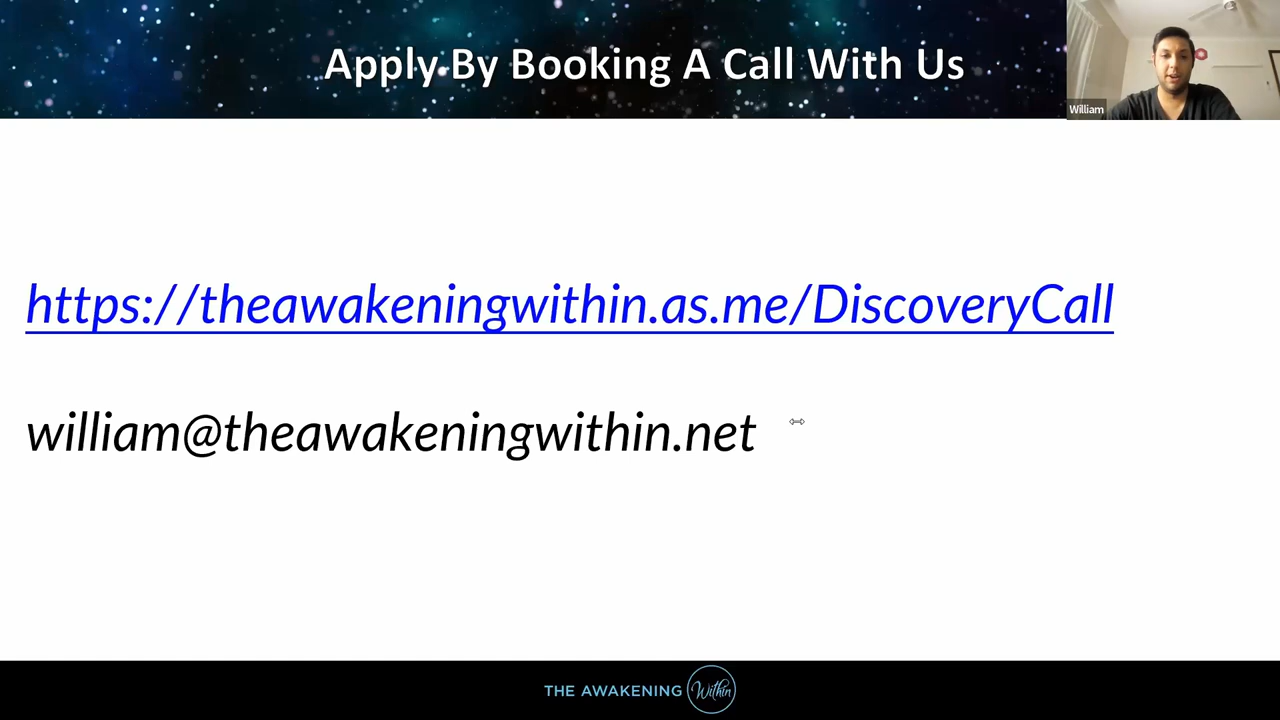 Apply By Booking A Call With Us
William
https://theawakeningwithin.as.me/DiscoveryCall
william@theawakeningwithin.net
THE AWAKENING Within